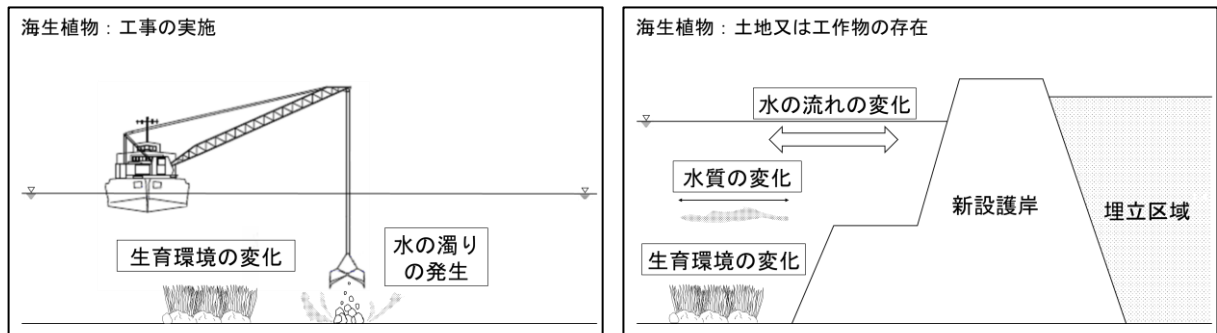 海生植物：工事の実施
生育環境の変化
水の濁り
の発生
海生植物：土地又は工作物の存在
水の流れの変化
水質の変化
生育環境の変化
新設護岸
埋立区域